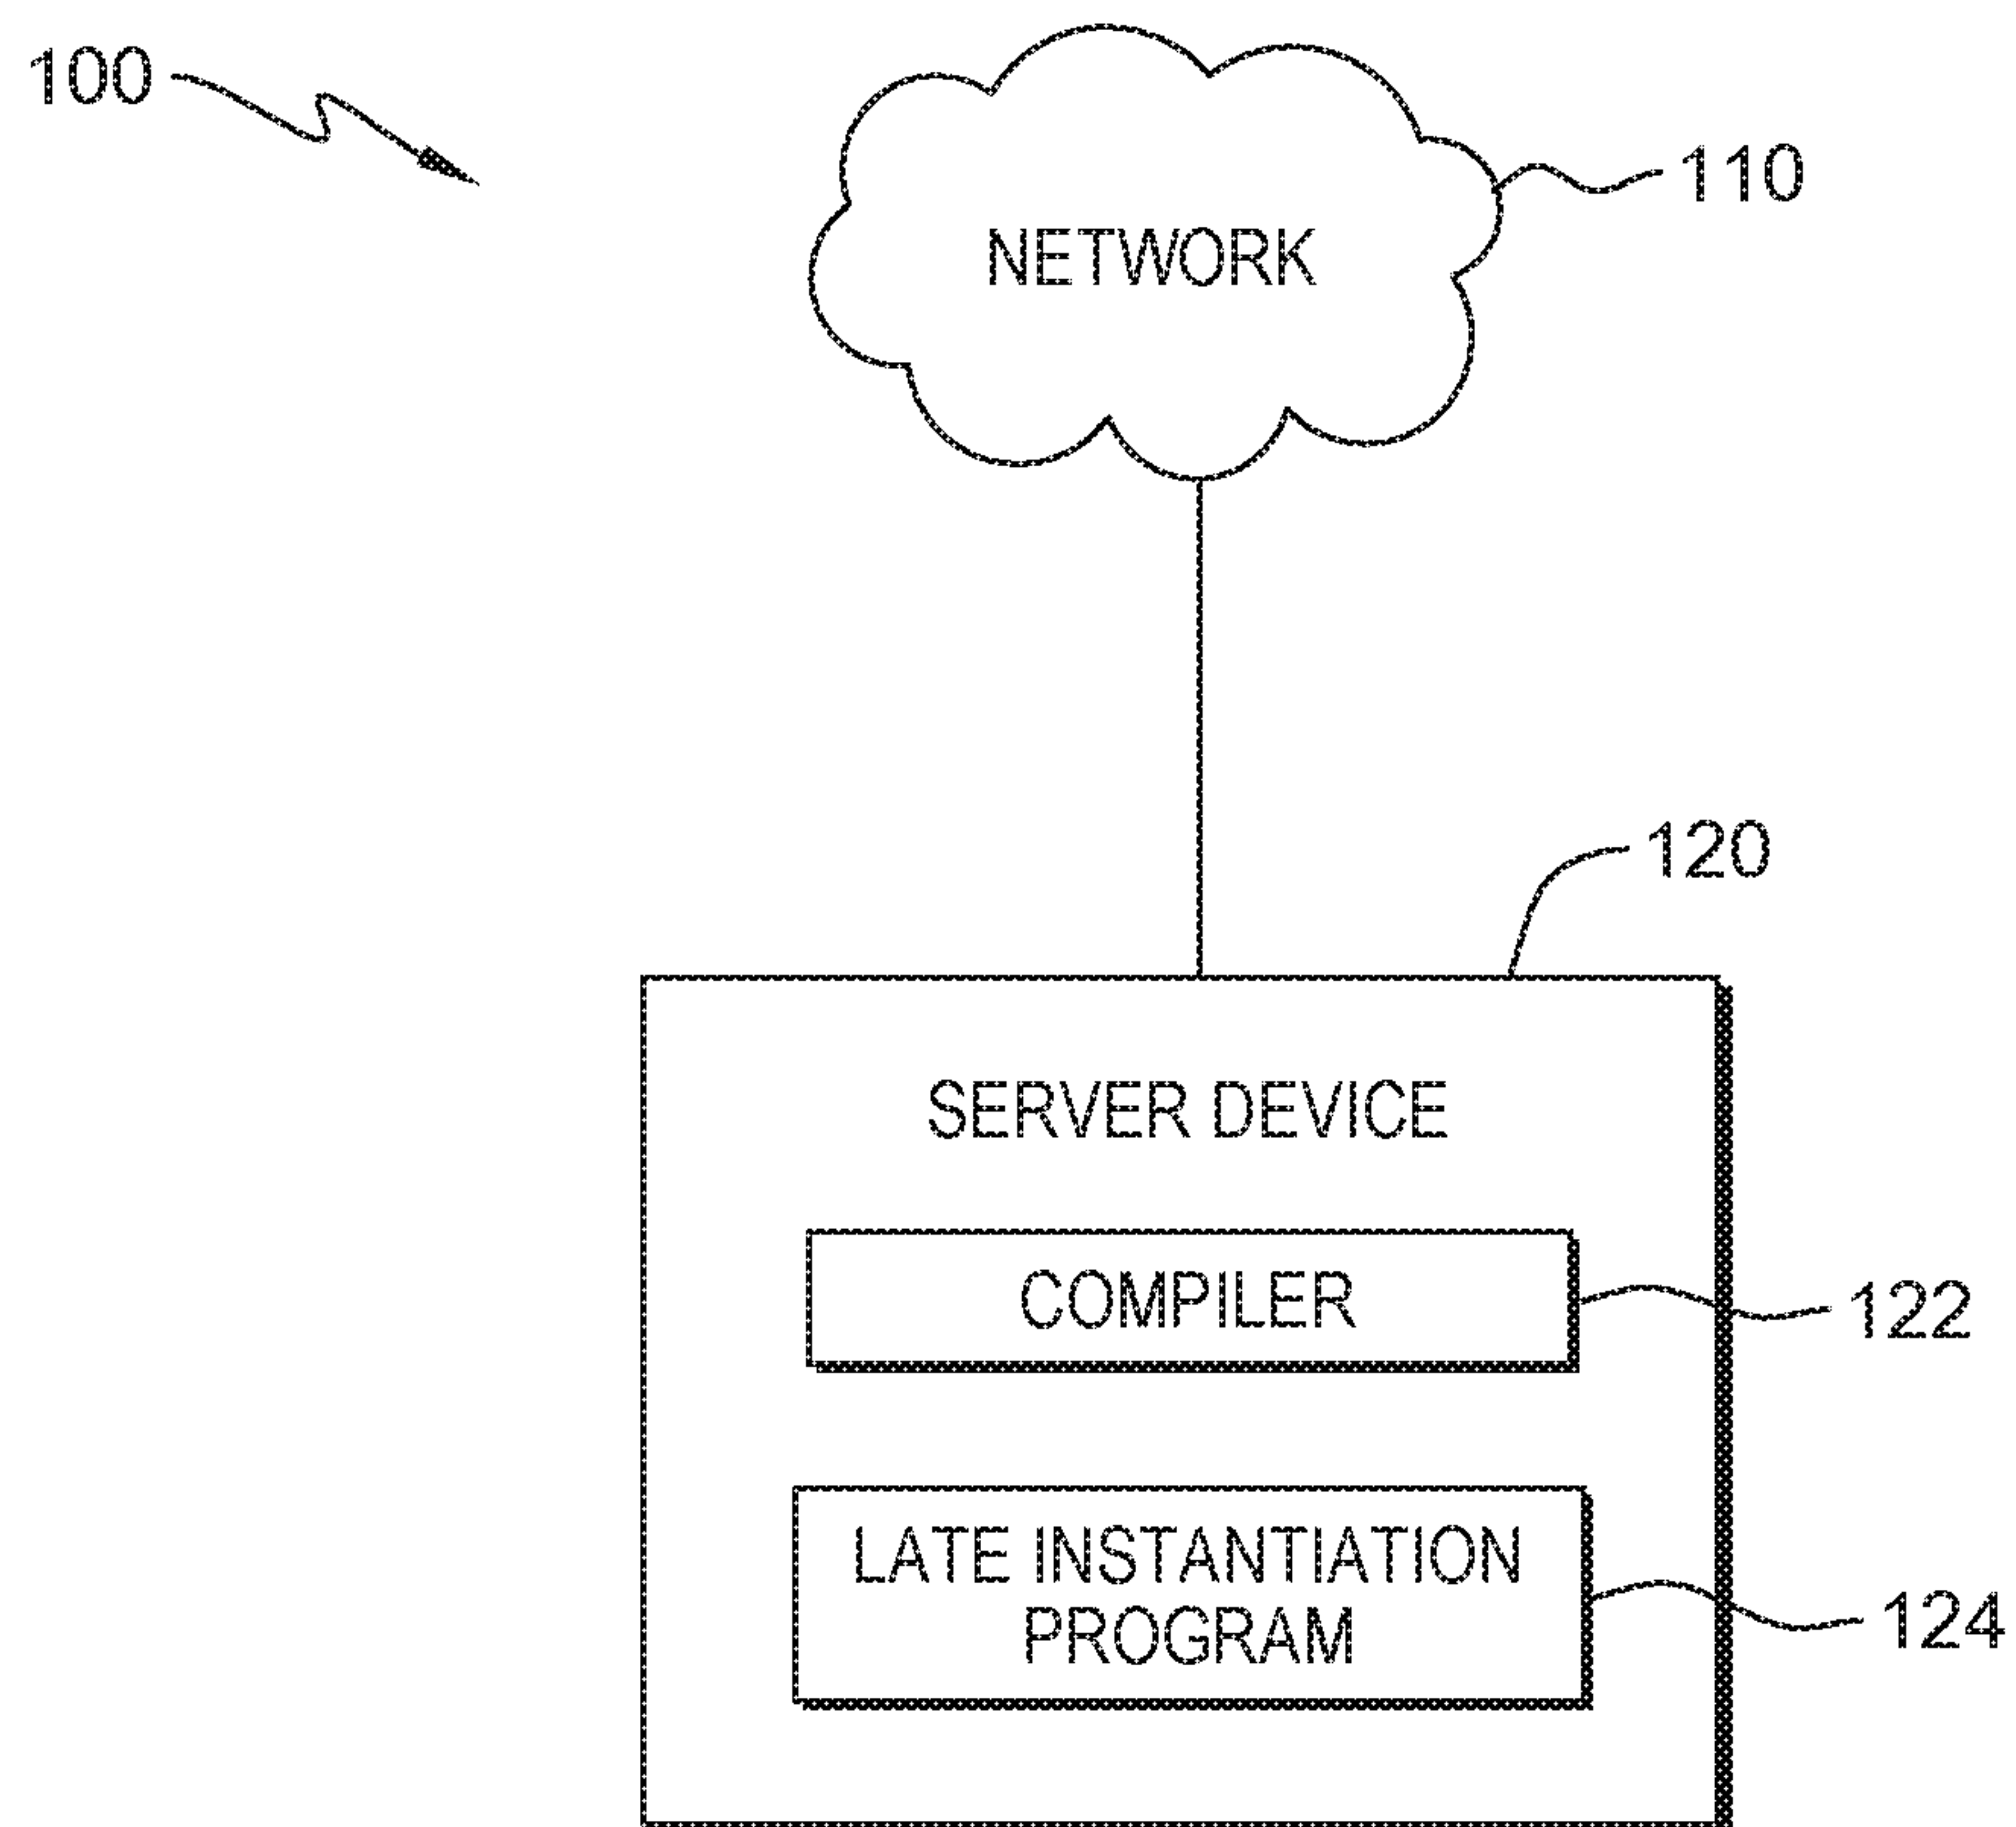 100
110
NETWORK
120
SERVER DEVICE
COMPILER
122
LATE INSTANTIATION
PROGRAM
124